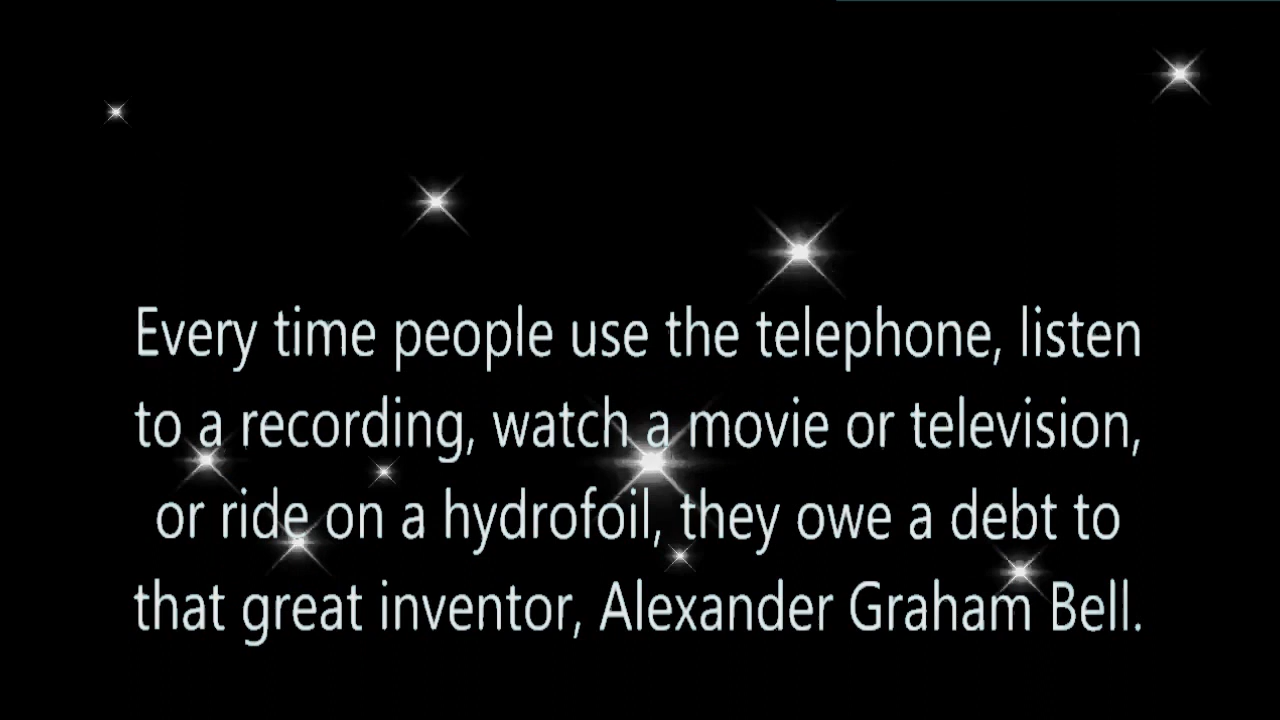 Every time people use the telephone, listen
to a recording, watch a movie or television,
or ride on a hydrofoil, they owe a debt to
that great inventor, Alexander Graham Bell.